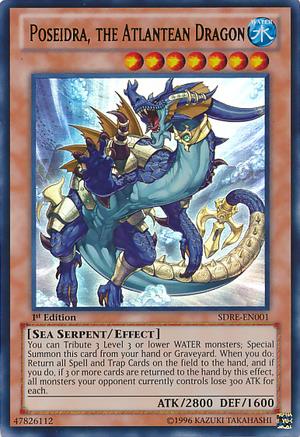 POSEIDRA, THE ATLANTEAN DRAGON
WATER
水
1st Edition
SDRE-EN001
[SEA SERPENT/EFFECT]
You can Tribute 3 Level 3 or lower WATER monsters; Special
Summon this card from your hand or Graveyard. When you do:
Return all Spell and Trap Cards on the field to the hand, and if
you do, if 3 or more cards are returned to the hand by this effect,
all monsters your opponent currently controls lose 300 ATK for
each.
ATK/2800 DEF/1600
47826112
©1996 KAZUKI TAKAHASHI